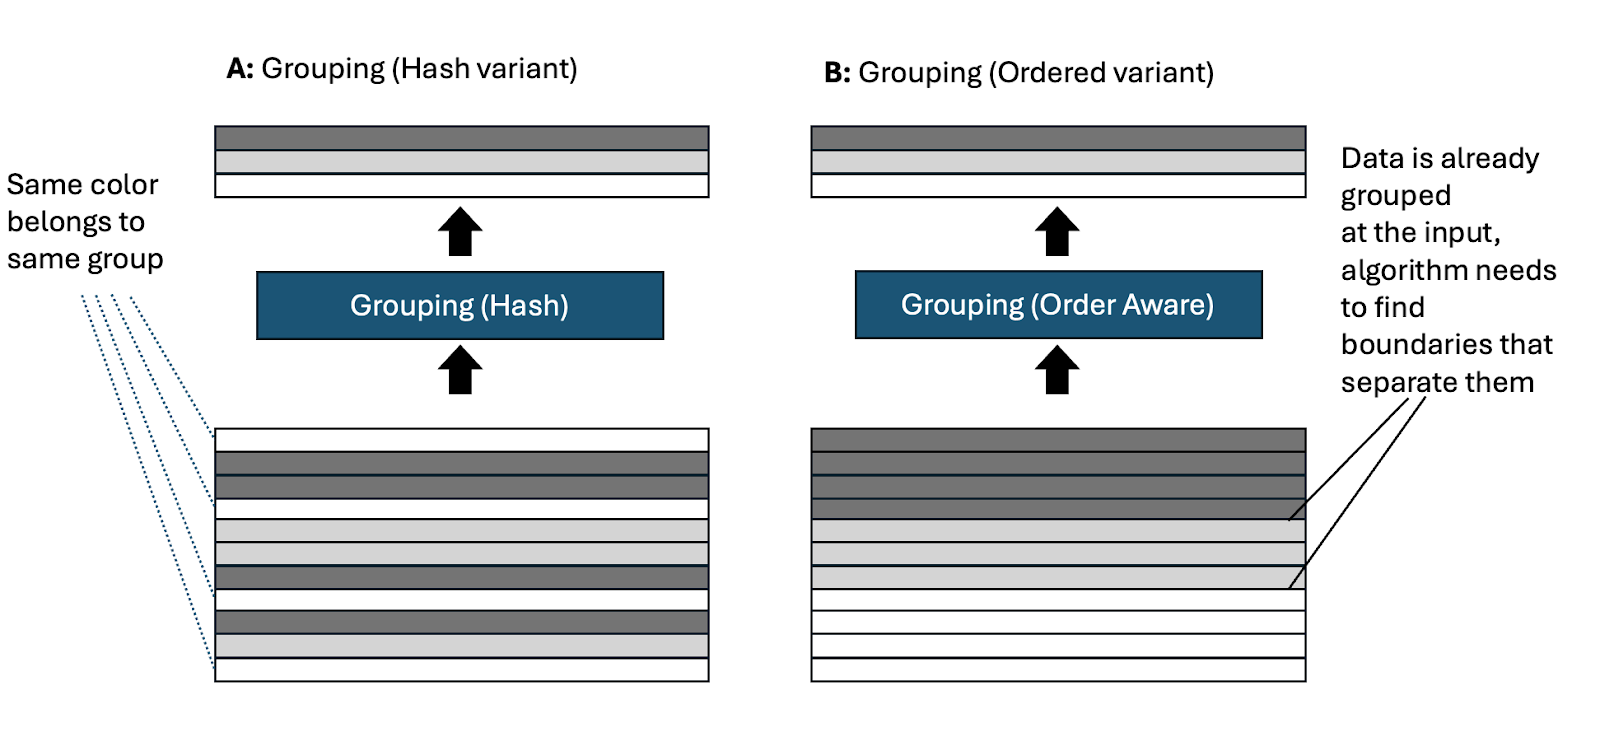 A: Grouping (Hash variant)
B: Grouping (Ordered variant)
Same color
belongs to
same group
Grouping (Hash)
Grouping (Order Aware)
Data is already
grouped
at the input,
algorithm needs
to find
boundaries that
separate them